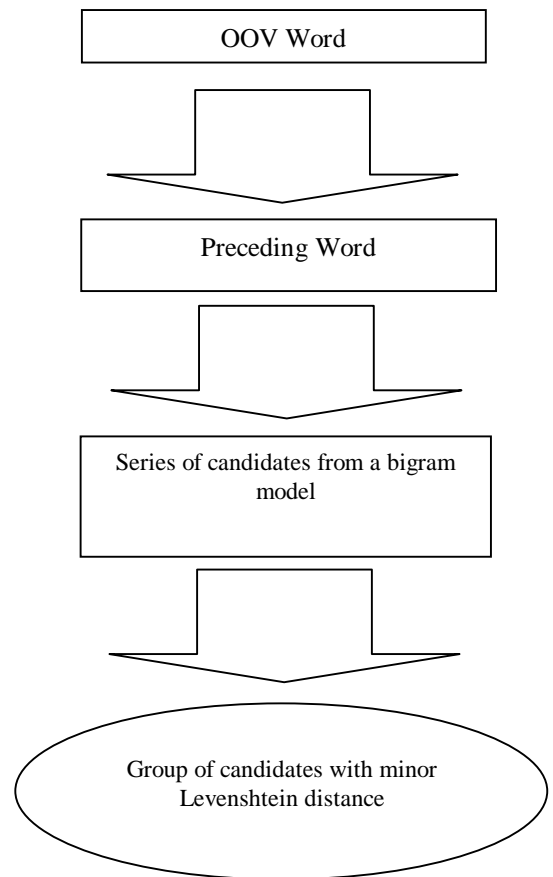 OOV Word
Preceding Word
Series of candidates from a bigram
model
Group of candidates with minor
Levenshtein distance